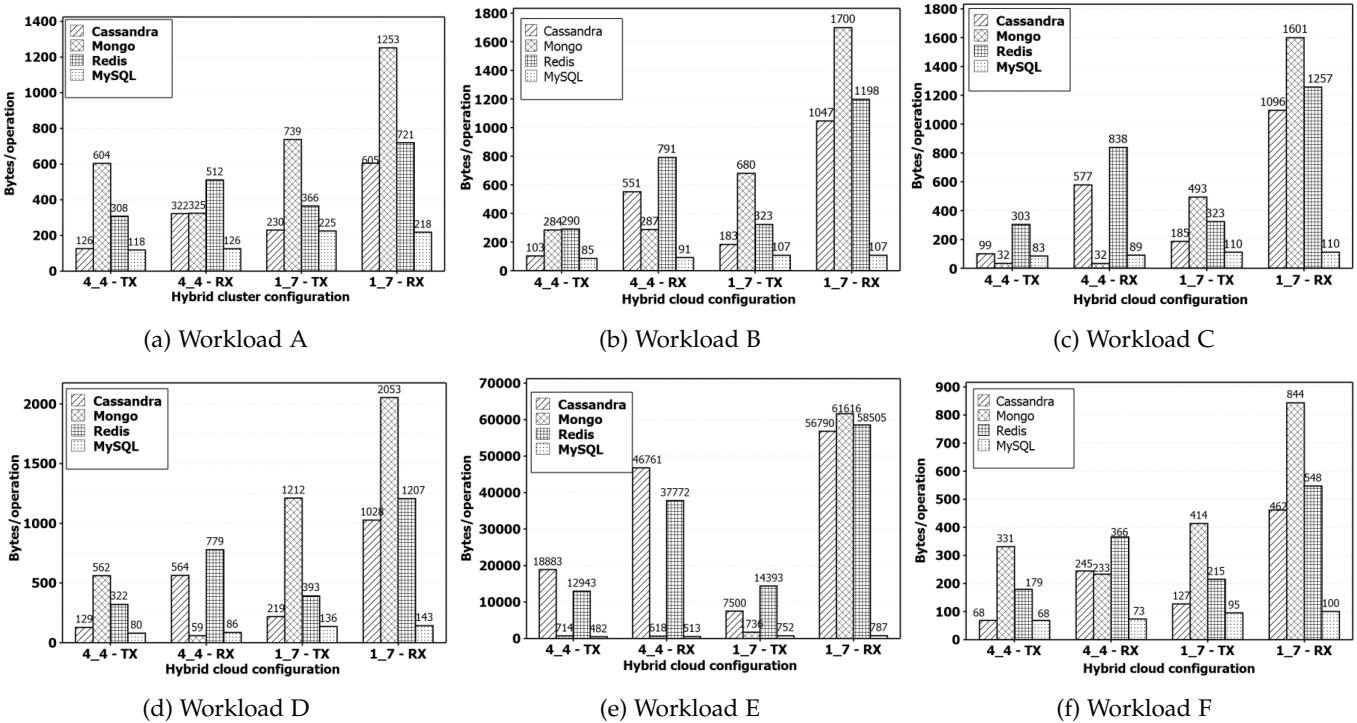 1400
1200
1000
800
600
400
200
0
Bytes/operation
Cassandra
Mongo
Redis
MySQL
126
604
308
118
322
325
512
126
230
739
366
225
605
1253
721
218
4_4 - TX
4_4 - RX
1_7 - TX
1_7 - RX
Hybrid cluster configuration
(a) Workload A
1800
1600
1400
1200
1000
800
600
400
200
0
Bytes/operation
Cassandra
Mongo
Redis
MySQL
103
284
290
85
551
287
791
91
183
680
323
107
1047
1700
1198
107
4_4 - TX
4_4 - RX
1_7 - TX
1_7 - RX
Hybrid cloud configuration
(b) Workload B
1800
1600
1400
1200
1000
800
600
400
200
0
Bytes/operation
Cassandra
Mongo
Redis
MySQL
99
32
303
83
577
32
838
89
185
493
323
110
1096
1601
1257
110
4_4 - TX
4_4 - RX
1_7 - TX
1_7 - RX
Hybrid cloud configuration
(c) Workload C
2000
1500
1000
500
0
Bytes/operation
Cassandra
Mongo
Redis
MySQL
129
562
322
80
564
59
779
86
219
1212
393
136
1028
2053
1207
143
4_4 - TX
4_4 - RX
1_7 - TX
1_7 - RX
Hybrid cloud configuration
(d) Workload D
70000
60000
50000
40000
30000
20000
10000
0
Bytes/operation
Cassandra
Mongo
Redis
MySQL
18883
714
12943
482
46761
618
37772
513
7500
1736
14393
752
56790
61616
58505
787
4_4 - TX
4_4 - RX
1_7 - TX
1_7 - RX
Hybrid cloud configuration
(e) Workload E
900
800
700
600
500
400
300
200
100
0
Bytes/operation
Cassandra
Mongo
Redis
MySQL
68
331
179
68
245
233
366
73
127
414
215
95
462
844
548
100
4_4 - TX
4_4 - RX
1_7 - TX
1_7 - RX
Hybrid cloud configuration
(f) Workload F